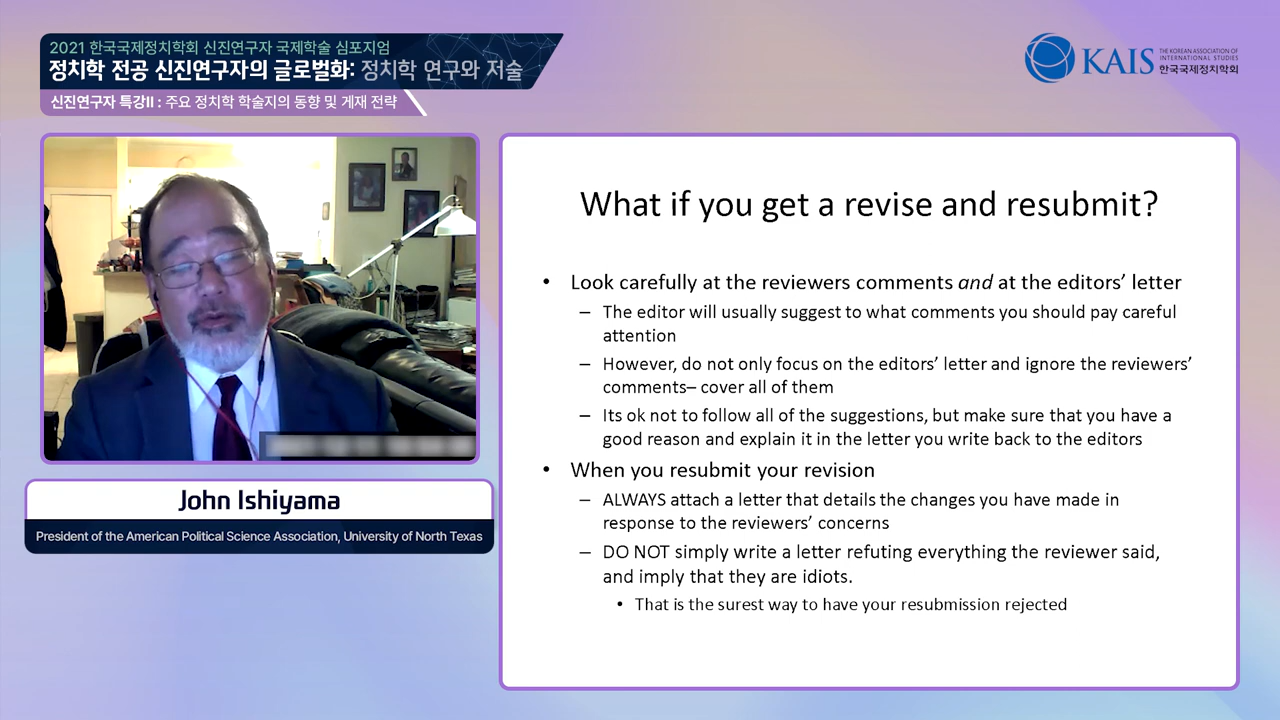 2021 한국국제정치학회 신진연구자 국제학술 심포지엄
정치학 전공 신진연구자의 글로벌화: 정치학 연구와 저술
신진연구자 특강II : 주요 정치학 학술지의 동향 및 게재 전략
KAIS
THE KOREAN ASSOCIATION OF
INTERNATIONAL STUDIES
한국국제정치학회
John Ishiyama
President of the American Political Science Association, University of North Texas
What if you get a revise and resubmit?
• Look carefully at the reviewers comments and at the editors’ letter
– The editor will usually suggest to what comments you should pay careful
attention
– However, do not only focus on the editors’ letter and ignore the reviewers’
comments– cover all of them
– Its ok not to follow all of the suggestions, but make sure that you have a
good reason and explain it in the letter you write back to the editors
• When you resubmit your revision
– ALWAYS attach a letter that details the changes you have made in
response to the reviewers’ concerns
– DO NOT simply write a letter refuting everything the reviewer said,
and imply that they are idiots.
• That is the surest way to have your resubmission rejected